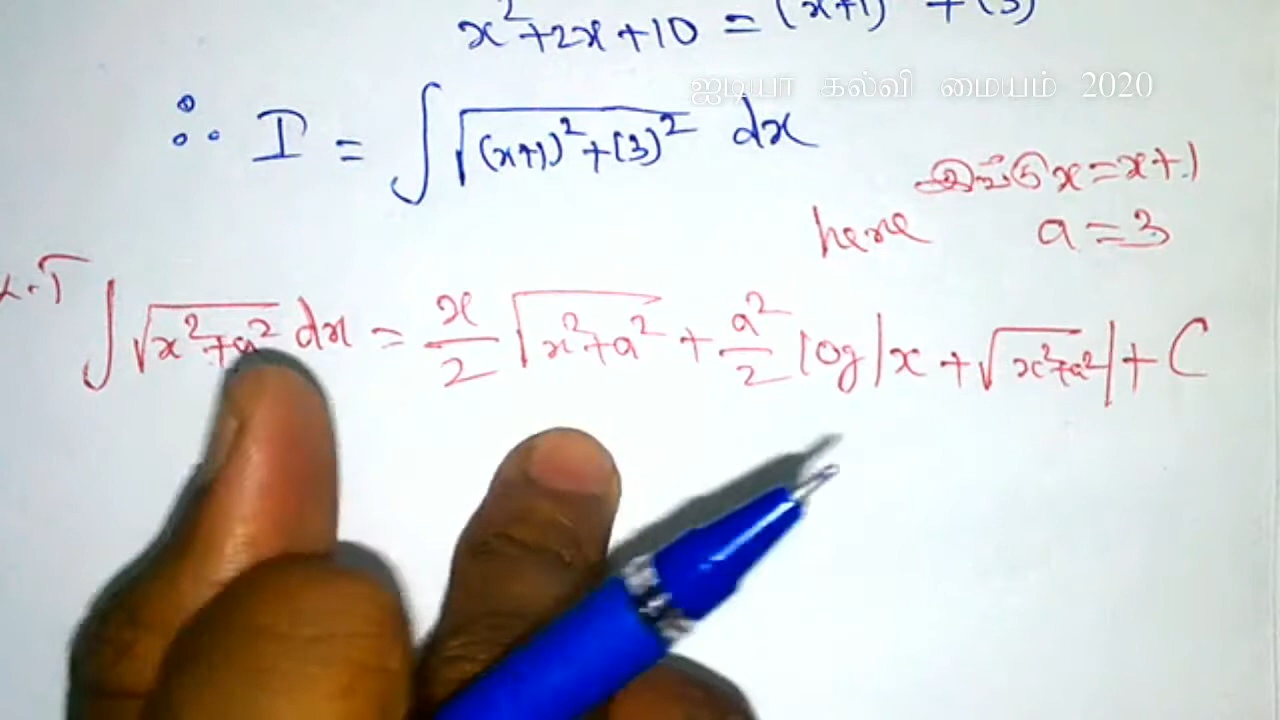 x²+2x+10 = (x+1)² + (3)²
ஐடியா கல்வி மையம் 2020
∴ I = ∫√((x+1)²+(3)²) dx
இங்கு x=x+1
here a=3
∫√(x²+a²) dx = x/2 √(x²+a²) + a²/2 log|x+√(x²+a²)|+C